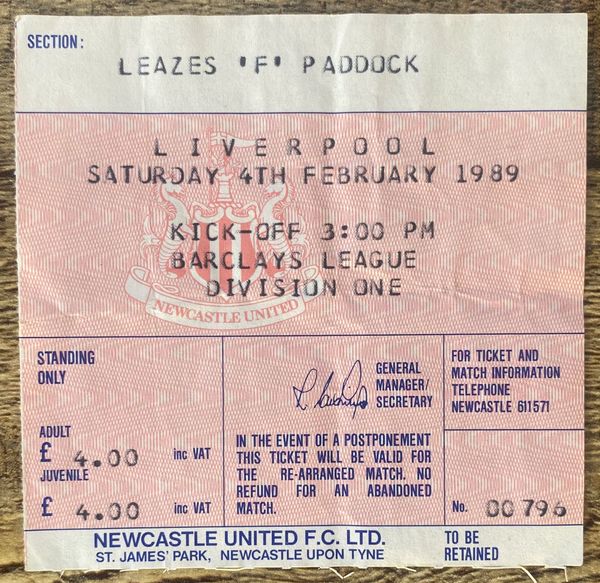 SECTION:
LEAZES 'F' PADDOCK
LIVERPOOL
SATURDAY 4TH FEBRUARY 1989
KICK-OFF 3:00 PM
BARCLAYS LEAGUE
DIVISION ONE
NEWCASTLE UNITED
STANDING
ONLY
ADULT
£ 4.00 inc VAT
JUVENILE
£ 4.00 inc VAT
GENERAL
MANAGER/
SECRETARY
IN THE EVENT OF A POSTPONEMENT
THIS TICKET WILL BE VALID FOR
THE RE-ARRANGED MATCH. NO
REFUND FOR AN ABANDONED
MATCH.
FOR TICKET AND
MATCH INFORMATION
TELEPHONE
NEWCASTLE 611571
No. 00796
NEWCASTLE UNITED F.C. LTD.
ST. JAMES' PARK, NEWCASTLE UPON TYNE
TO BE
RETAINED